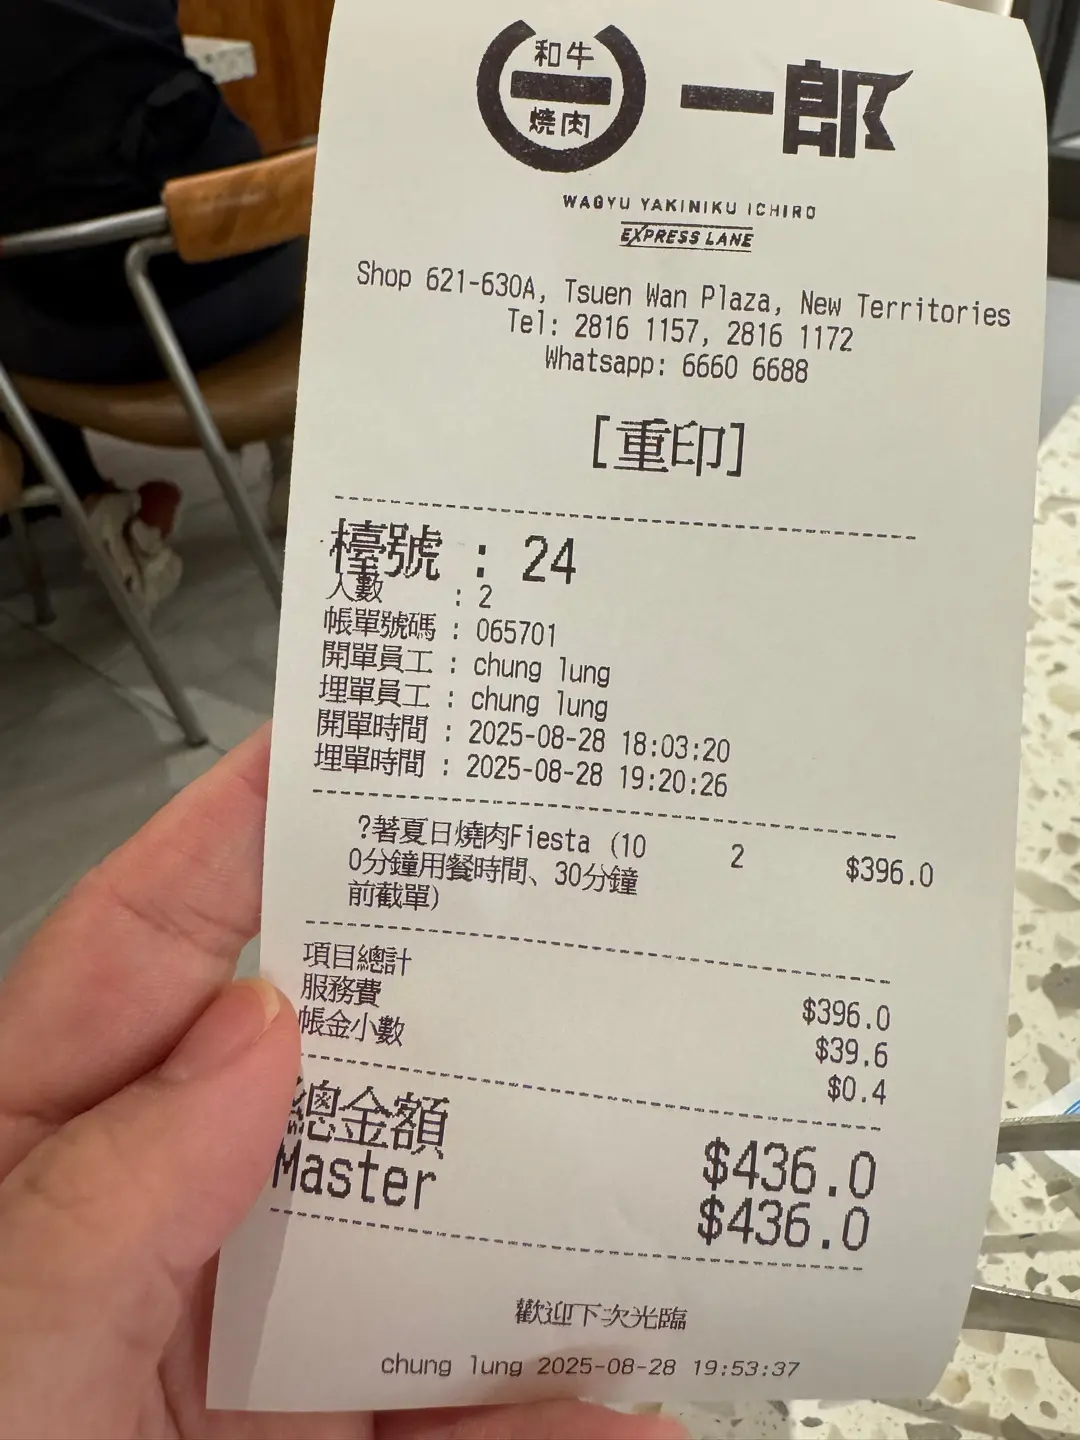 和牛
一
燒肉
一郎
WAGYU YAKINIKU ICHIRO
EXPRESS LANE
Shop 621-630A, Tsuen Wan Plaza, New Territories
Tel: 2816 1157, 2816 1172
Whatsapp: 6660 6688
[重印]
檯號 : 24
人數 : 2
帳單號碼 : 065701
開單員工 : chung lung
埋單員工 : chung lung
開單時間 : 2025-08-28 18:03:20
埋單時間 : 2025-08-28 19:20:26
?著夏日燒肉Fiesta (10 2 $396.0
0分鐘用餐時間、30分鐘
前截單)
項目總計 $396.0
服務費 $39.6
帳金小數 $0.4
總金額 $436.0
Master $436.0
歡迎下次光臨
chung lung 2025-08-28 19:53:37